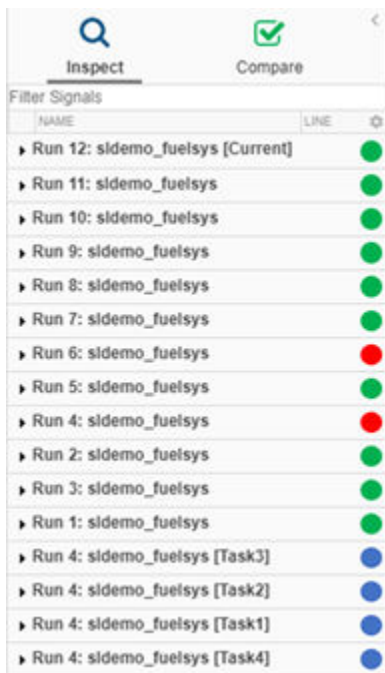 Inspect Compare
Filter Signals
NAME LINE
Run 12: sldemo_fuelsys [Current]
Run 11: sldemo_fuelsys
Run 10: sldemo_fuelsys
Run 9: sldemo_fuelsys
Run 8: sldemo_fuelsys
Run 7: sldemo_fuelsys
Run 6: sldemo_fuelsys
Run 5: sldemo_fuelsys
Run 4: sldemo_fuelsys
Run 2: sldemo_fuelsys
Run 3: sldemo_fuelsys
Run 1: sldemo_fuelsys
Run 4: sldemo_fuelsys [Task3]
Run 4: sldemo_fuelsys [Task2]
Run 4: sldemo_fuelsys [Task1]
Run 4: sldemo_fuelsys [Task4]